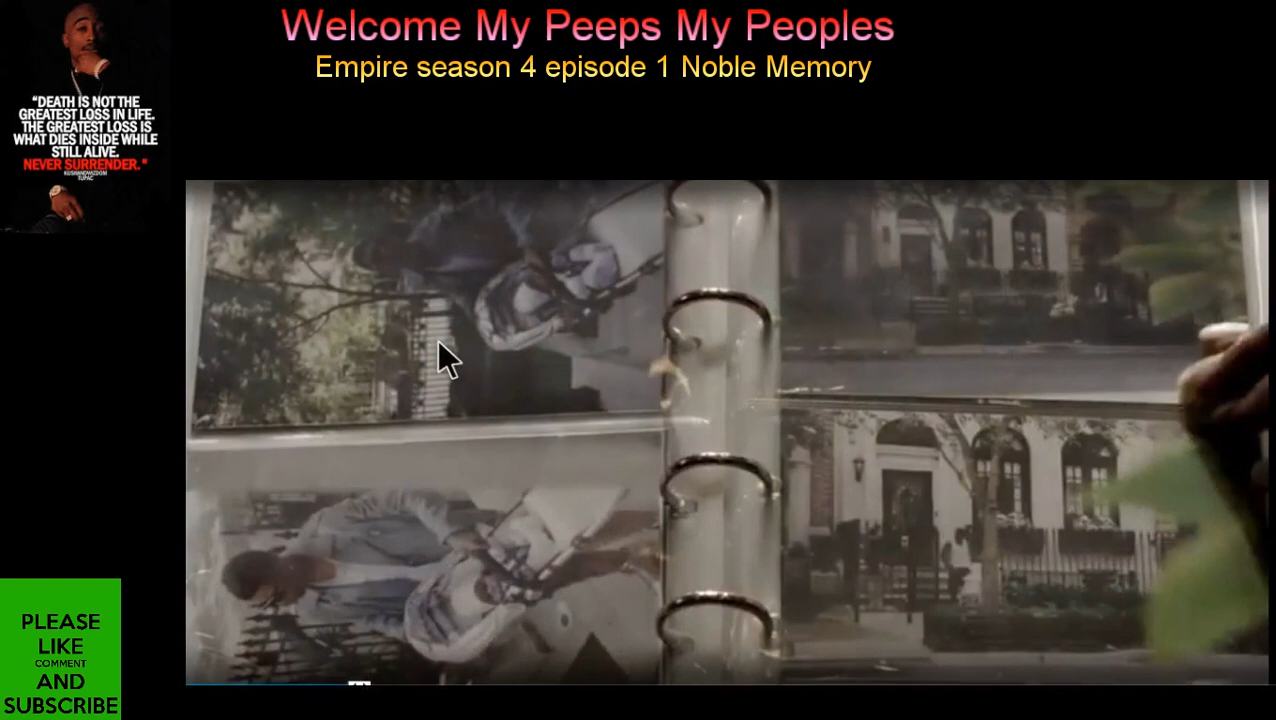 Welcome My Peeps My Peoples
Empire season 4 episode 1 Noble Memory
“DEATH IS NOT THE
GREATEST LOSS IN LIFE.
THE GREATEST LOSS IS
WHAT DIES INSIDE WHILE
STILL ALIVE.
NEVER SURRENDER.”
TUPAC
PLEASE
LIKE
COMMENT
AND
SUBSCRIBE